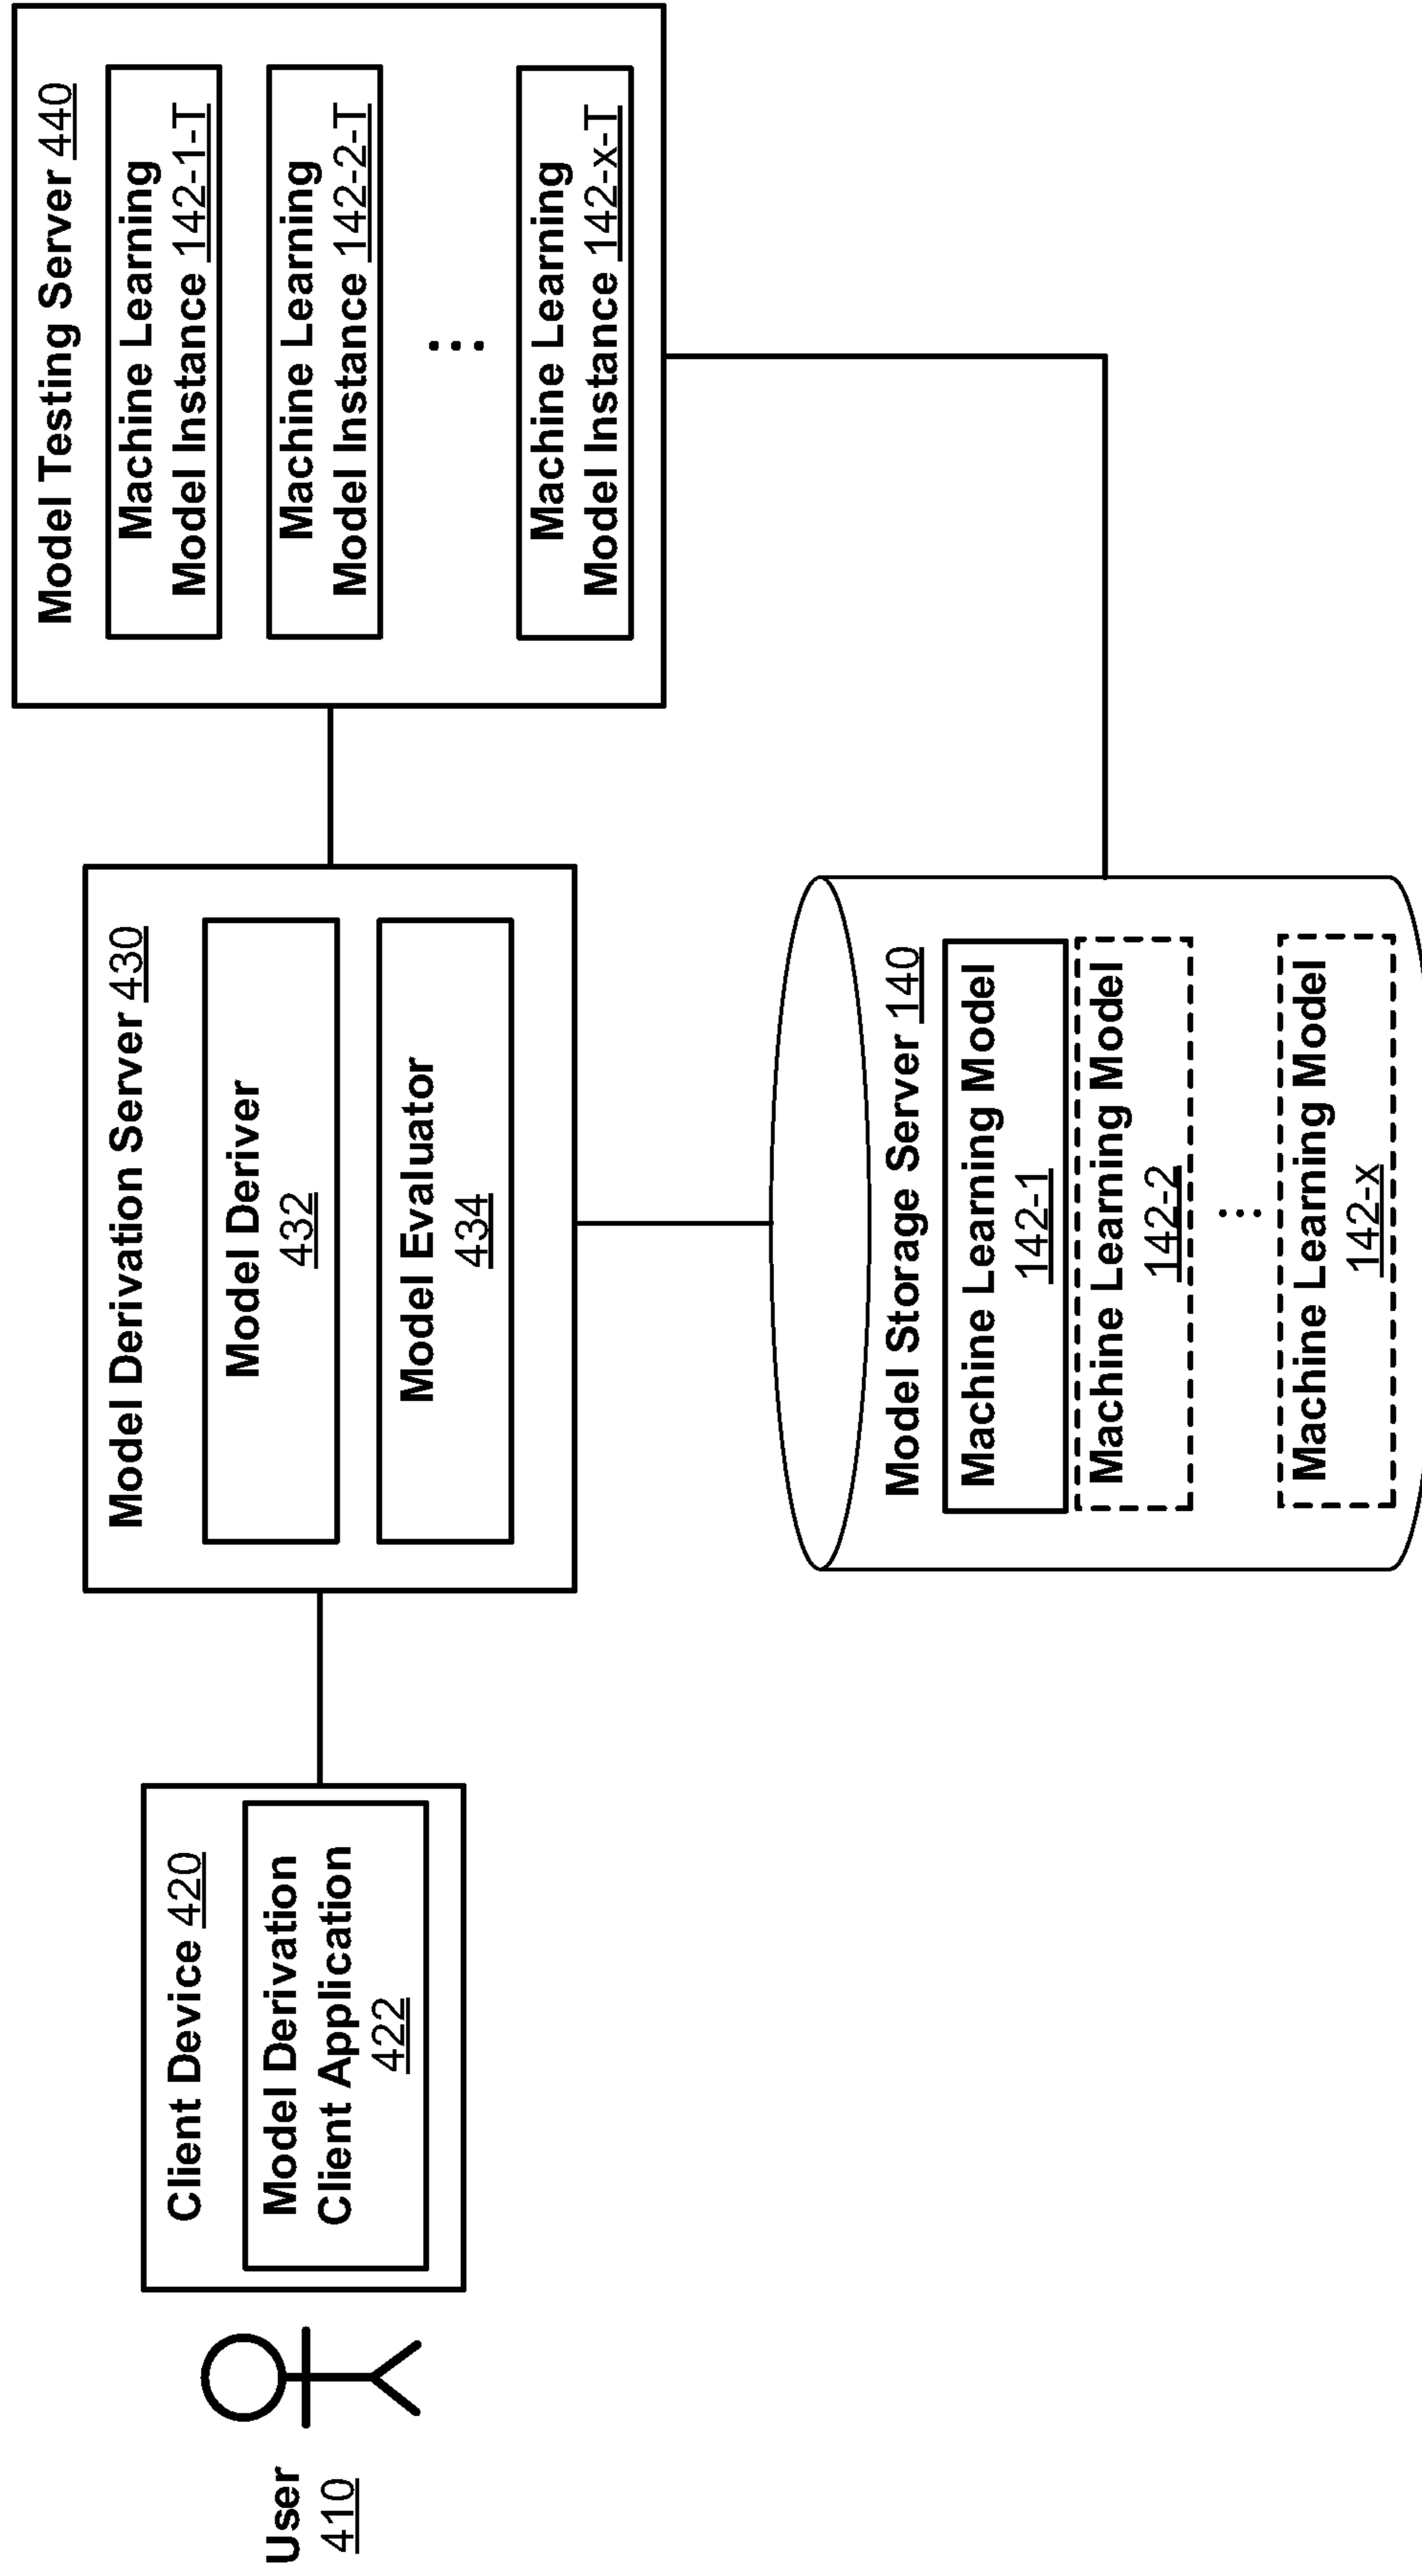 User
410
Client Device 420
Model Derivation
Client Application
422
Model Derivation Server 430
Model Deriver
432
Model Evaluator
434
Model Testing Server 440
Machine Learning
Model Instance 142-1-T
Machine Learning
Model Instance 142-2-T
...
Machine Learning
Model Instance 142-x-T
Model Storage Server 140
Machine Learning Model
142-1
Machine Learning Model
142-2
...
Machine Learning Model
142-x